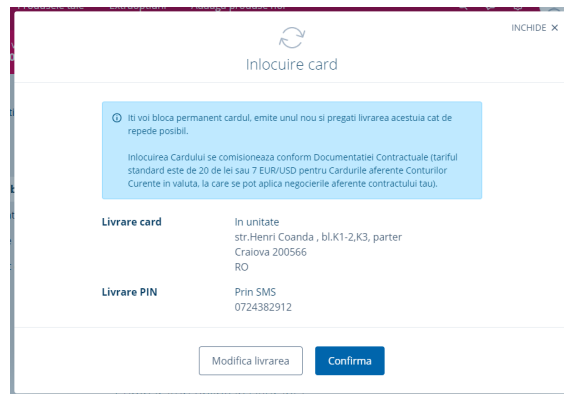 INCHIDE ×
Inlocuire card
Iti voi bloca permanent cardul, emite unul nou si pregati livrarea acestuia cat de
repede posibil.
Inlocuirea Cardului se comisioneaza conform Documentatiei Contractuale (tariful
standard este de 20 de lei sau 7 EUR/USD pentru Cardurile aferente Conturilor
Curente in valuta, la care se pot aplica negocierile aferente contractului tau).
Livrare card
In unitate
str.Henri Coanda , bl.K1-2,K3, parter
Craiova 200566
RO
Livrare PIN
Prin SMS
0724382912
Modifica livrarea
Confirma